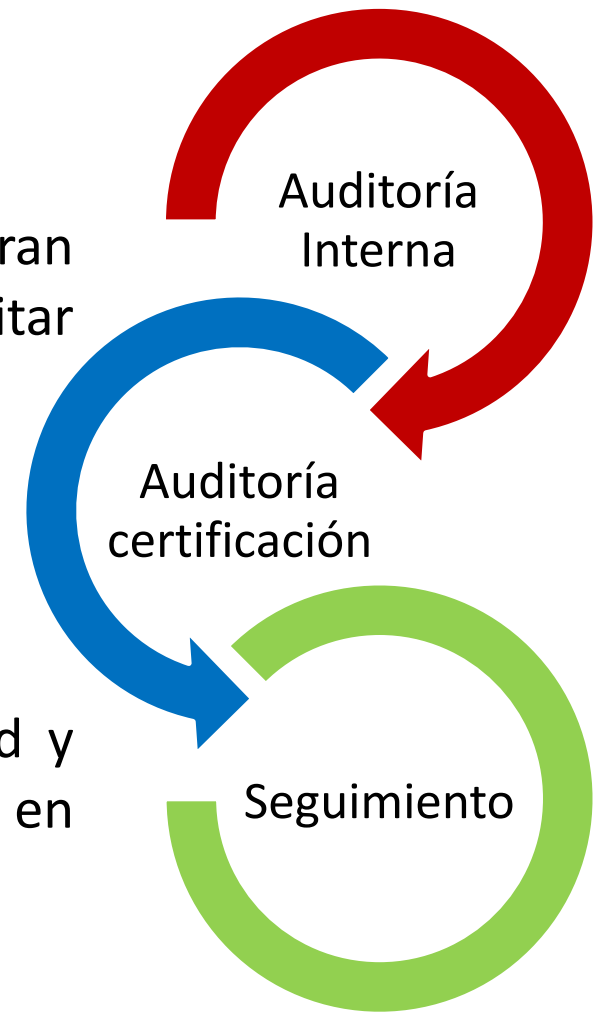 Auditoría
Interna
ran
itar
Auditoría
certificación
d y
en
Seguimiento